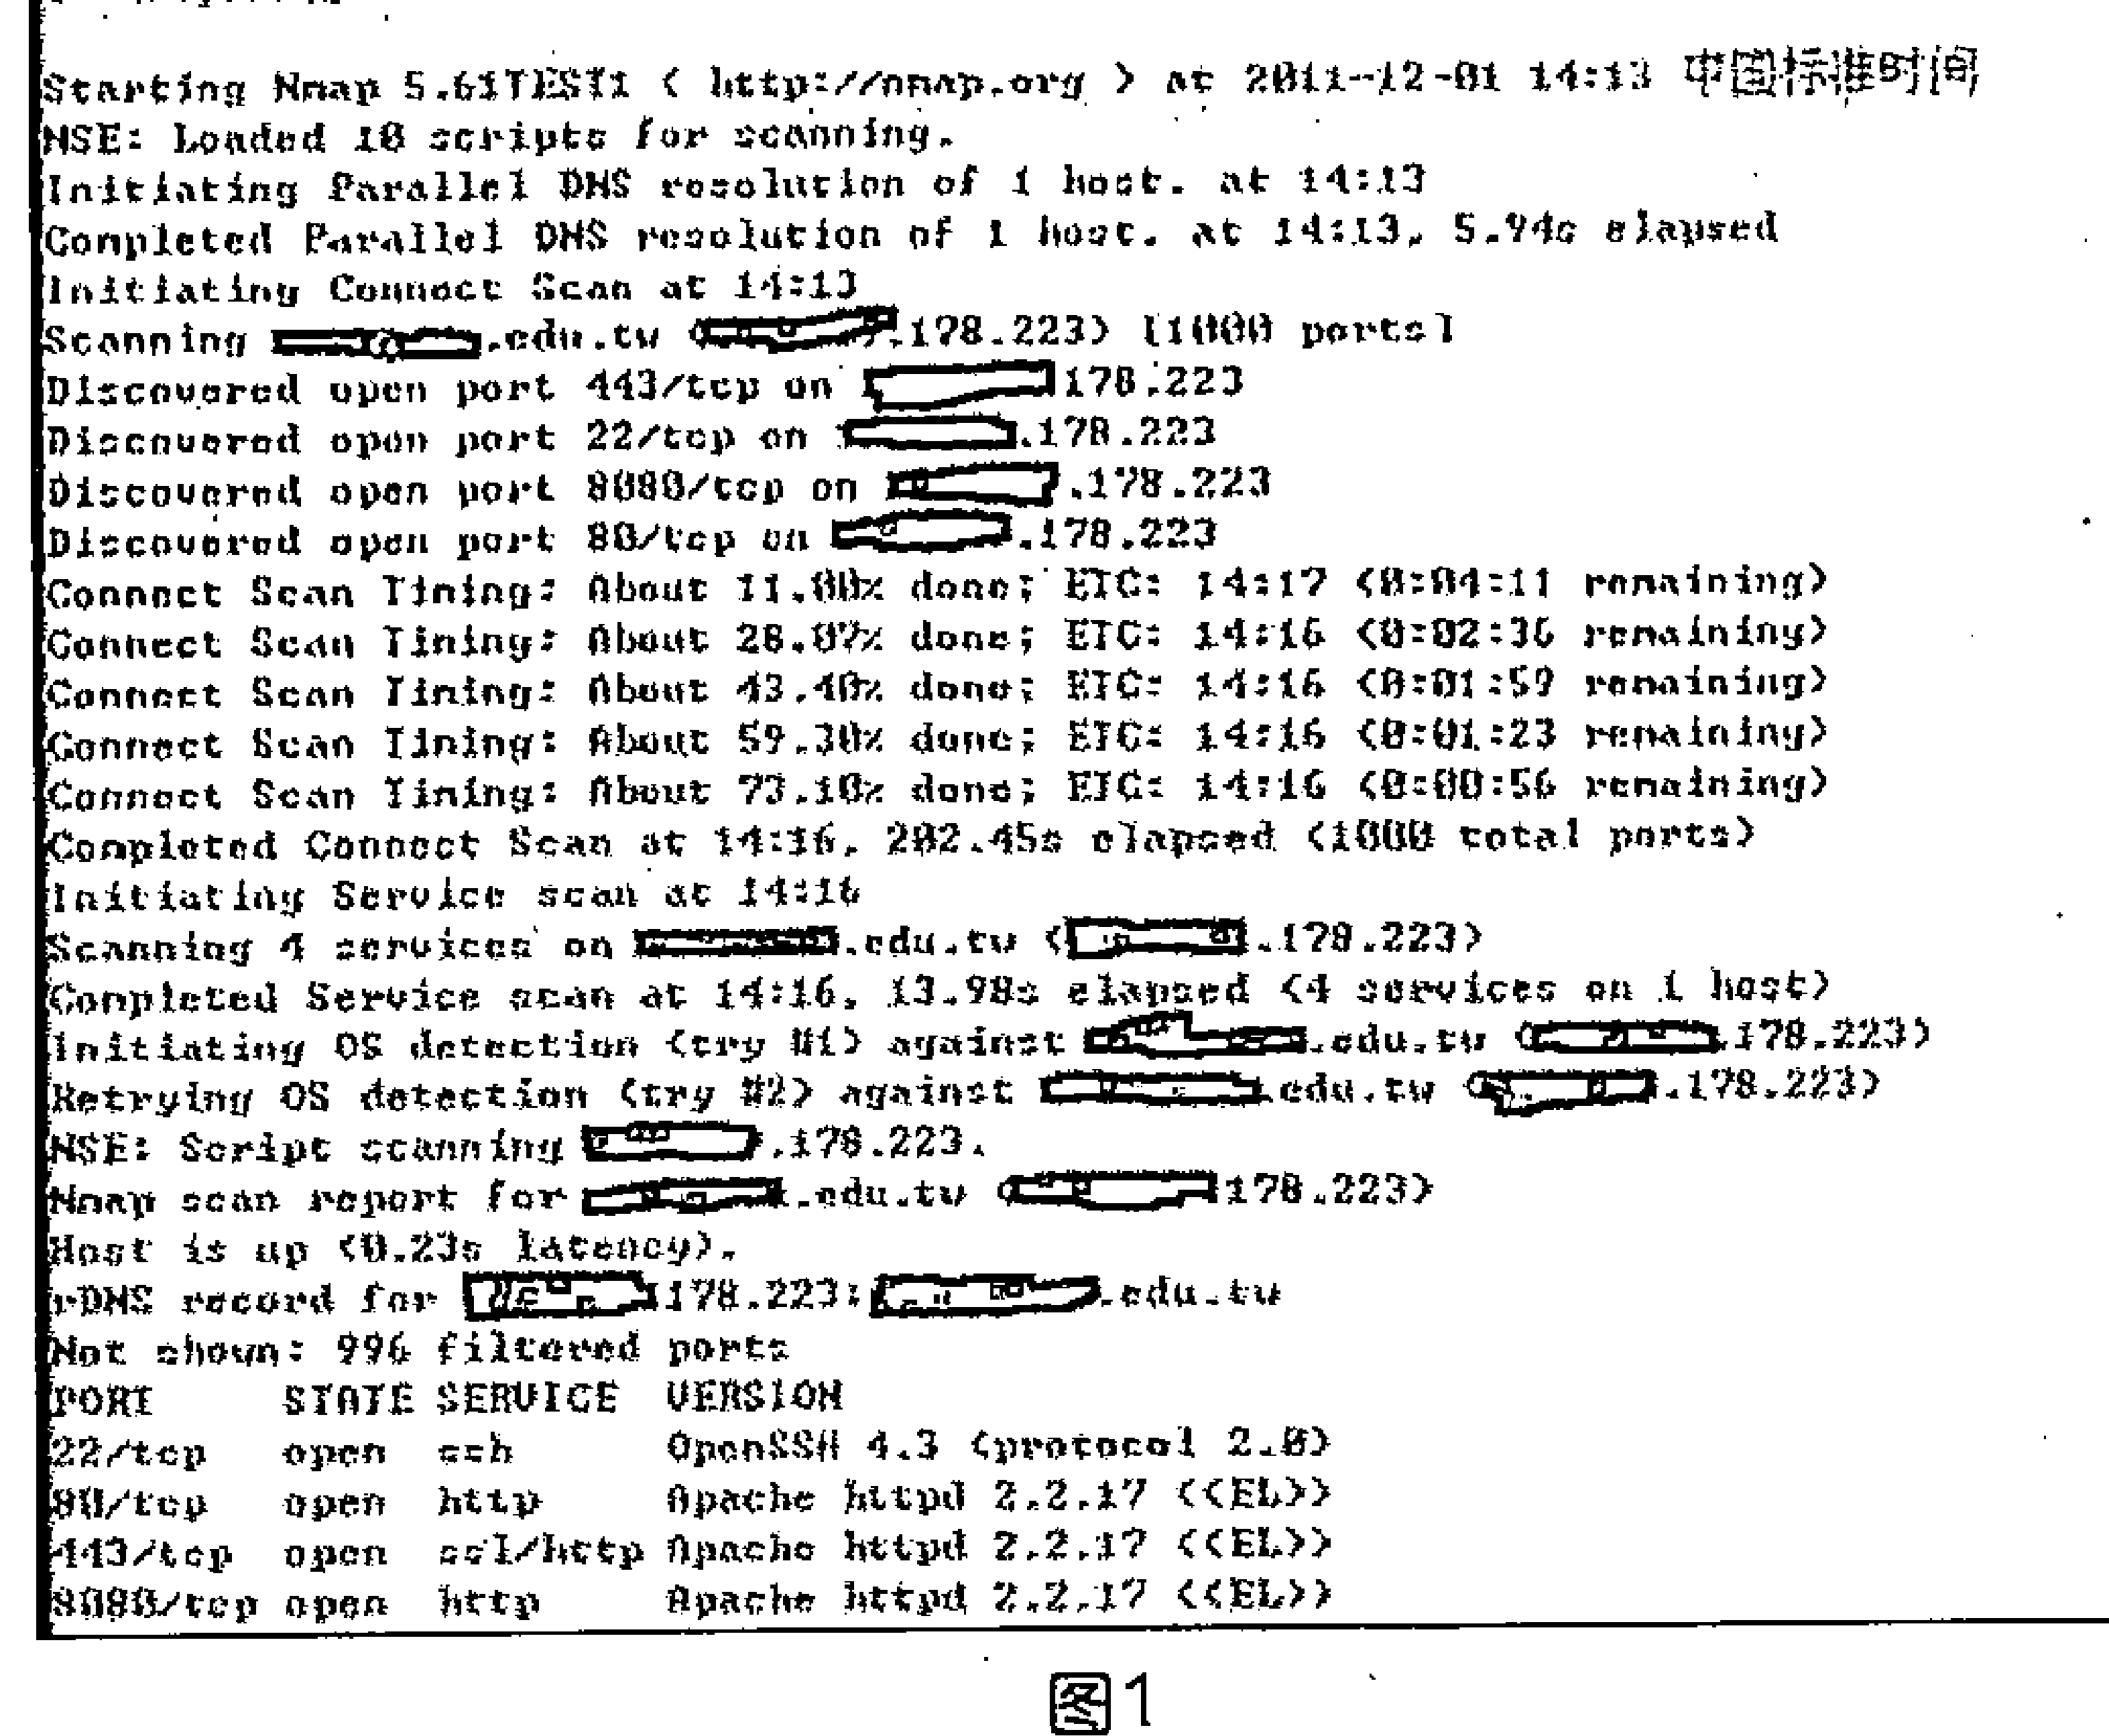 Starting Nmap 5.61TEST1 ( http://nmap.org ) at 2011-12-01 14:13 中国标准时间
NSE: Loaded 10 scripts for scanning.
Initiating Parallel DNS resolution of 1 host. at 14:13
Completed Parallel DNS resolution of 1 host. at 14:13, 5.94s elapsed
Initiating Connect Scan at 14:13
Scanning .edu.tw ( .178.223) [1000 ports]
Discovered open port 443/tcp on 178.223
Discovered open port 22/tcp on .178.223
Discovered open port 8080/tcp on .178.223
Discovered open port 80/tcp on .178.223
Connect Scan Timing: About 11.00% done; ETC: 14:17 (0:04:11 remaining)
Connect Scan Timing: About 28.07% done; ETC: 14:16 (0:02:36 remaining)
Connect Scan Timing: About 43.40% done; ETC: 14:16 (0:01:59 remaining)
Connect Scan Timing: About 59.30% done; ETC: 14:16 (0:01:23 remaining)
Connect Scan Timing: About 73.10% done; ETC: 14:16 (0:00:56 remaining)
Completed Connect Scan at 14:16, 202.45s elapsed (1000 total ports)
Initiating Service scan at 14:16
Scanning 4 services on .edu.tw ( .178.223)
Completed Service scan at 14:16, 13.98s elapsed (4 services on 1 host)
Initiating OS detection (try #1) against .edu.tw ( .178.223)
Retrying OS detection (try #2) against edu.tw ( .178.223)
NSE: Script scanning .178.223.
Nmap scan report for .edu.tw ( 178.223)
Host is up (0.23s latency).
rDNS record for 178.223: .edu.tw
Not shown: 996 filtered ports
PORT STATE SERVICE VERSION
22/tcp open ssh OpenSSH 4.3 (protocol 2.0)
80/tcp open http Apache httpd 2.2.17 ((EL))
443/tcp open ssl/http Apache httpd 2.2.17 ((EL))
8080/tcp open http Apache httpd 2.2.17 ((EL))
图1